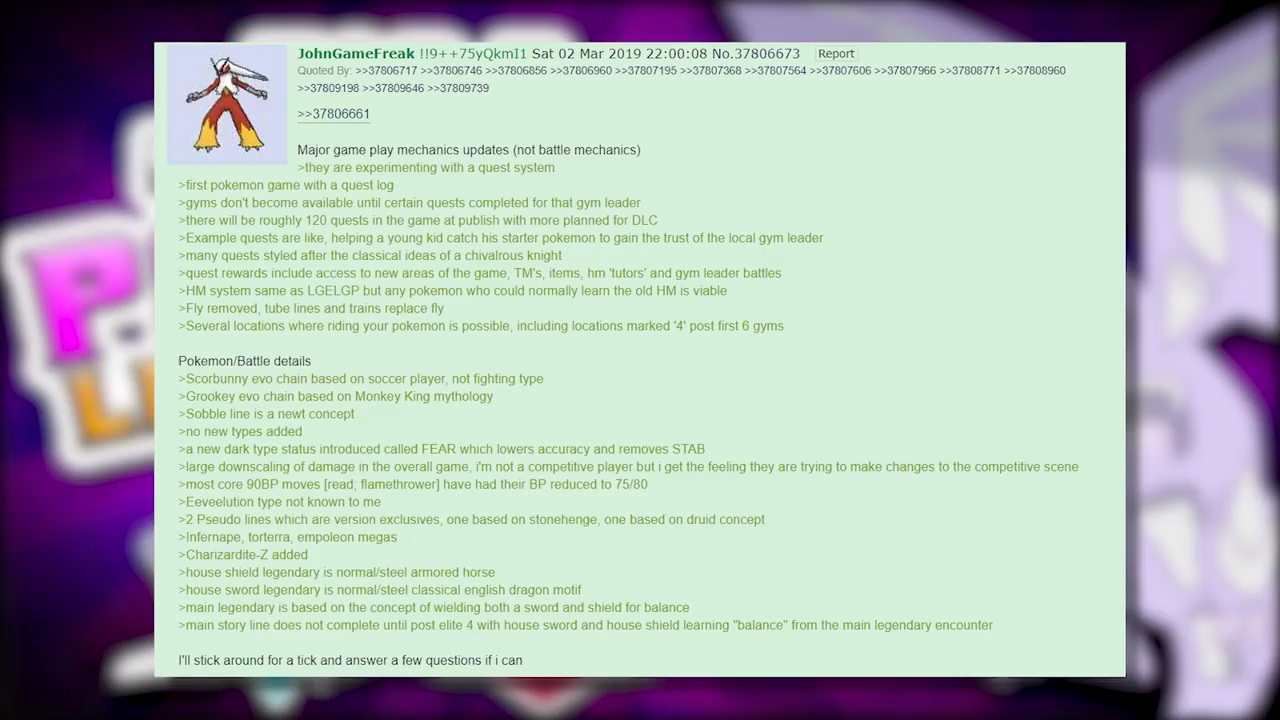 JohnGameFreak !!9++75yQkmI1 Sat 02 Mar 2019 22:00:08 No.37806673 Report
Quoted By: >>37806717 >>37806746 >>37806856 >>37806960 >>37807195 >>37807368 >>37807564 >>37807606 >>37807966 >>37808771 >>37808960
>>37809198 >>37809646 >>37809739
>>37806661
Major game play mechanics updates (not battle mechanics)
>they are experimenting with a quest system
>first pokemon game with a quest log
>gyms don't become available until certain quests completed for that gym leader
>there will be roughly 120 quests in the game at publish with more planned for DLC
>Example quests are like, helping a young kid catch his starter pokemon to gain the trust of the local gym leader
>many quests styled after the classical ideas of a chivalrous knight
>quest rewards include access to new areas of the game, TM's, items, hm 'tutors' and gym leader battles
>HM system same as LGELGP but any pokemon who could normally learn the old HM is viable
>Fly removed, tube lines and trains replace fly
>Several locations where riding your pokemon is possible, including locations marked '4' post first 6 gyms
Pokemon/Battle details
>Scorbunny evo chain based on soccer player, not fighting type
>Grookey evo chain based on Monkey King mythology
>Sobble line is a newt concept
>no new types added
>a new dark type status introduced called FEAR which lowers accuracy and removes STAB
>large downscaling of damage in the overall game, i'm not a competitive player but i get the feeling they are trying to make changes to the competitive scene
>most core 90BP moves [read; flamethrower] have had their BP reduced to 75/80
>Eeveelution type not known to me
>2 Pseudo lines which are version exclusives, one based on stonehenge, one based on druid concept
>Infernape, torterra, empoleon megas
>Charizardite-Z added
>house shield legendary is normal/steel armored horse
>house sword legendary is normal/steel classical english dragon motif
>main legendary is based on the concept of wielding both a sword and shield for balance
>main story line does not complete until post elite 4 with house sword and house shield learning "balance" from the main legendary encounter
I'll stick around for a tick and answer a few questions if i can